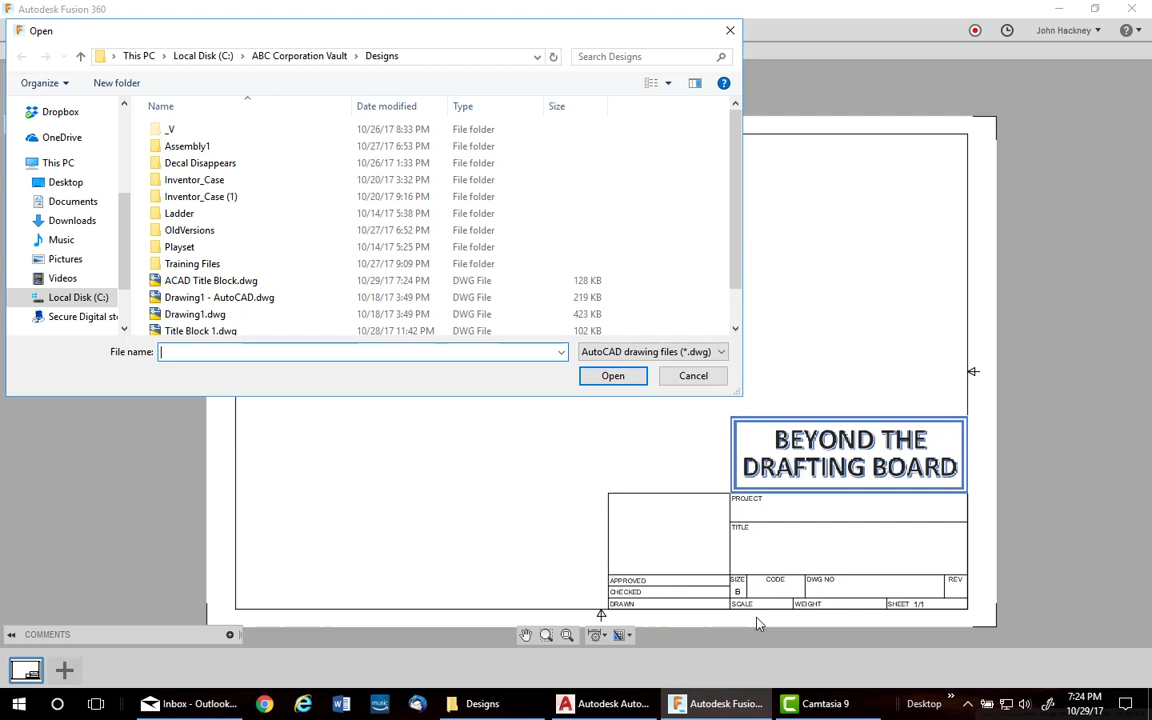 Autodesk Fusion 360
Open
John Hackney
This PC
Local Disk (C:)
ABC Corporation Vault
Designs
Search Designs
Organize
New folder
Name
Date modified
Type
Size
Dropbox
OneDrive
This PC
Desktop
Documents
Downloads
Music
Pictures
Videos
Local Disk (C:)
Secure Digital st
_V 10/26/17 8:33 PM File folder
Assembly1 10/27/17 6:53 PM File folder
Decal Disappears 10/26/17 1:33 PM File folder
Inventor_Case 10/20/17 3:32 PM File folder
Inventor_Case (1) 10/20/17 9:16 PM File folder
Ladder 10/14/17 5:38 PM File folder
OldVersions 10/27/17 6:52 PM File folder
Playset 10/14/17 5:25 PM File folder
Training Files 10/27/17 9:09 PM File folder
ACAD Title Block.dwg 10/29/17 7:24 PM DWG File 128 KB
Drawing1 - AutoCAD.dwg 10/18/17 3:49 PM DWG File 219 KB
Drawing1.dwg 10/18/17 3:49 PM DWG File 423 KB
Title Block 1.dwg 10/28/17 11:42 PM DWG File 102 KB
File name:
AutoCAD drawing files (*.dwg)
Open
Cancel
BEYOND THE
DRAFTING BOARD
PROJECT
TITLE
APPROVED
CHECKED
DRAWN
SIZE
CODE
DWG NO
REV
B
SCALE
WEIGHT
SHEET 1/1
COMMENTS
Inbox - Outlook...
Designs
Autodesk Auto...
Autodesk Fusio...
Camtasia 9
Desktop
7:24 PM
10/29/17